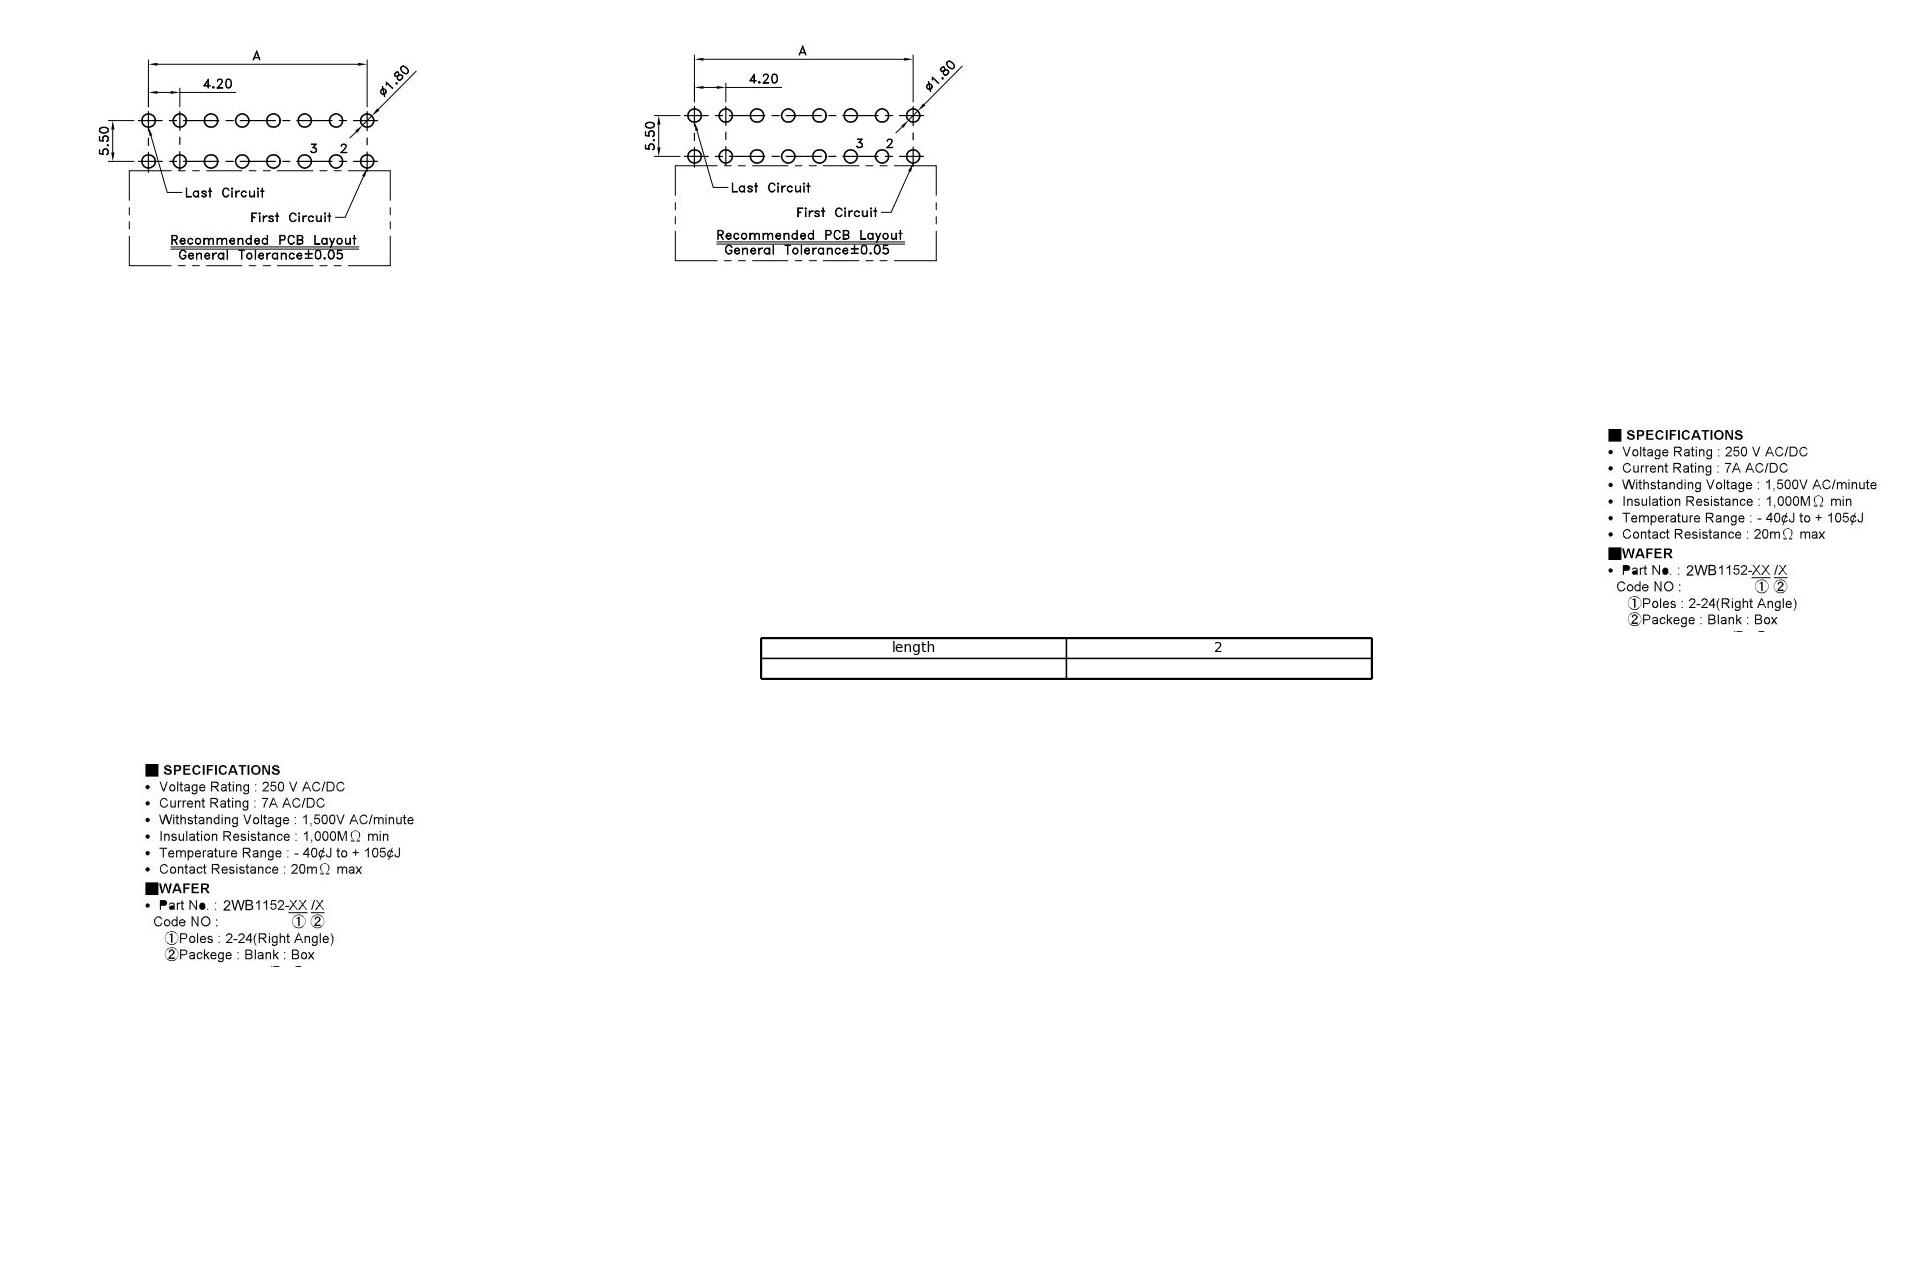 A
4.20
ø1.80
5.50
3 2
Last Circuit
First Circuit
Recommended PCB Layout
General Tolerance±0.05
A
4.20
ø1.80
5.50
3 2
Last Circuit
First Circuit
Recommended PCB Layout
General Tolerance±0.05
■ SPECIFICATIONS
• Voltage Rating : 250 V AC/DC
• Current Rating : 7A AC/DC
• Withstanding Voltage : 1,500V AC/minute
• Insulation Resistance : 1,000MΩ min
• Temperature Range : - 40¢J to + 105¢J
• Contact Resistance : 20mΩ max
■WAFER
• Part No. : 2WB1152-XX /X
Code NO : ① ②
①Poles : 2-24(Right Angle)
②Packege : Blank : Box
length 2
■ SPECIFICATIONS
• Voltage Rating : 250 V AC/DC
• Current Rating : 7A AC/DC
• Withstanding Voltage : 1,500V AC/minute
• Insulation Resistance : 1,000MΩ min
• Temperature Range : - 40¢J to + 105¢J
• Contact Resistance : 20mΩ max
■WAFER
• Part No. : 2WB1152-XX /X
Code NO : ① ②
①Poles : 2-24(Right Angle)
②Packege : Blank : Box